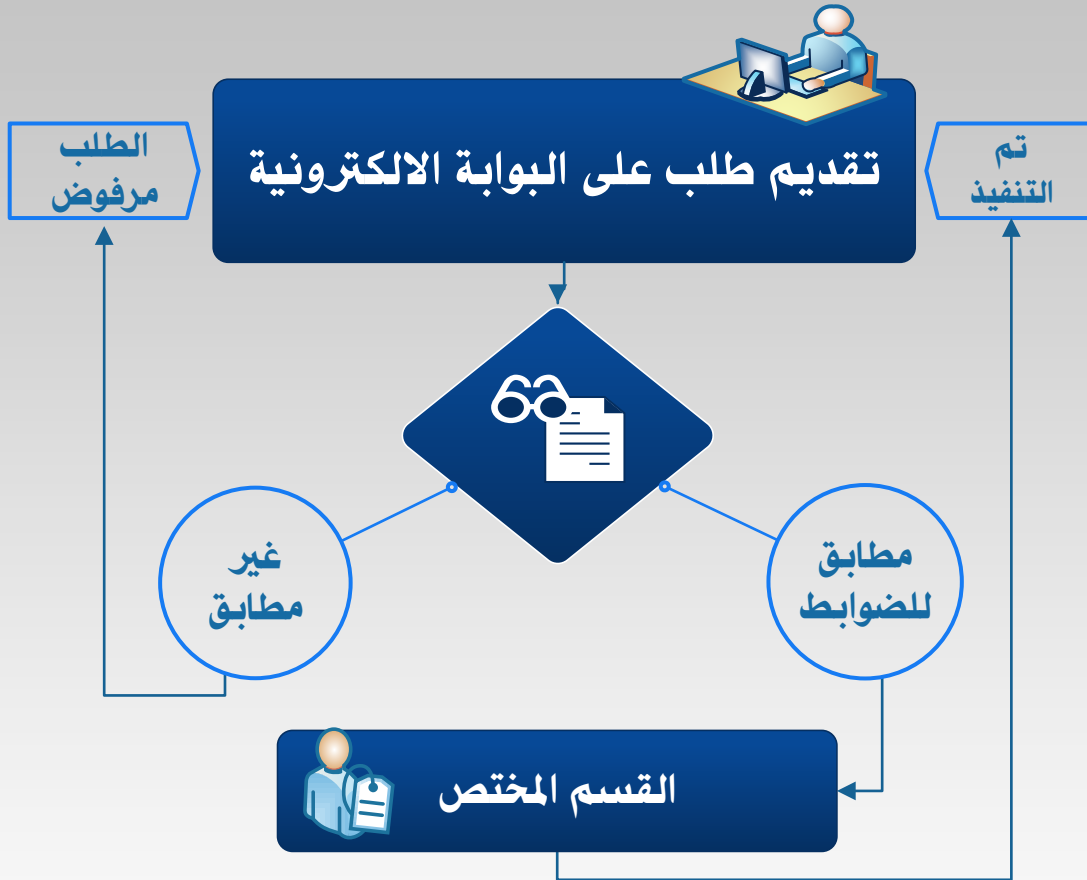 تقديم طلب على البوابة الالكترونية
تم
التنفيذ
الطلب
مرفوض
مطابق
للضوابط
غير
مطابق
القسم المختص